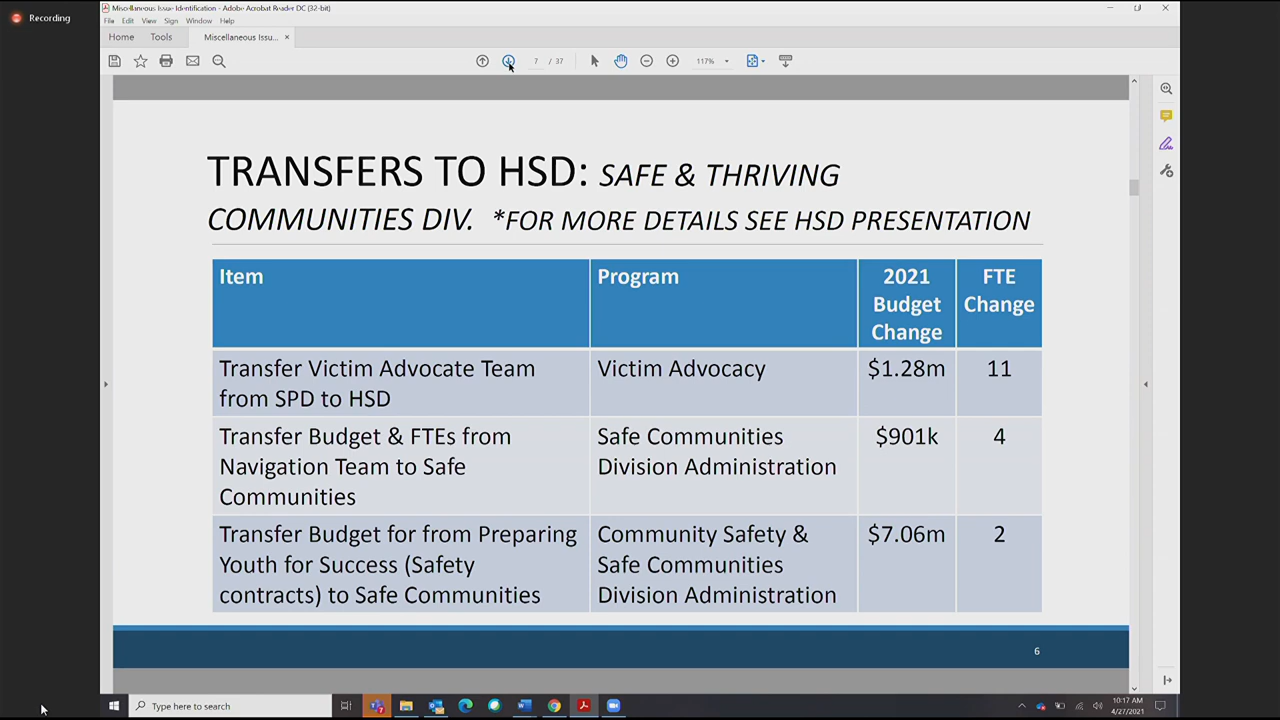 Recording
Miscellaneous Issue Identification - Adobe Acrobat Reader DC (32-bit)
File Edit View Sign Window Help
Home Tools Miscellaneous Issu... ×
7 / 37 117%
TRANSFERS TO HSD: SAFE & THRIVING
COMMUNITIES DIV. *FOR MORE DETAILS SEE HSD PRESENTATION
Item Program 2021 Budget Change FTE Change
Transfer Victim Advocate Team
from SPD to HSD
Victim Advocacy
$1.28m
11
Transfer Budget & FTEs from
Navigation Team to Safe
Communities
Safe Communities
Division Administration
$901k
4
Transfer Budget for from Preparing
Youth for Success (Safety
contracts) to Safe Communities
Community Safety &
Safe Communities
Division Administration
$7.06m
2
6
Type here to search
10:17 AM
4/27/2021